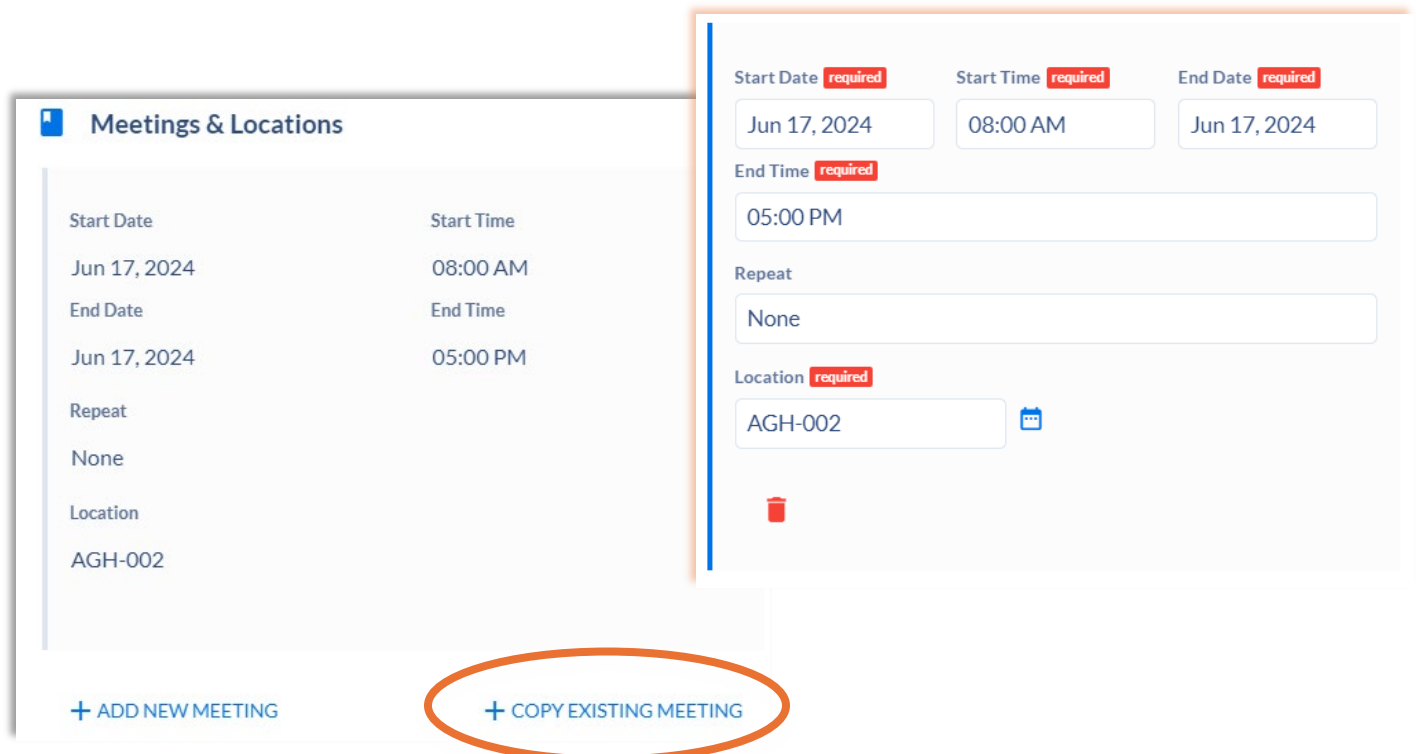 Meetings & Locations
Start Date Start Time
Jun 17, 2024 08:00 AM
End Date End Time
Jun 17, 2024 05:00 PM
Repeat
None
Location
AGH-002
+ ADD NEW MEETING + COPY EXISTING MEETING
Start Date required Start Time required End Date required
Jun 17, 2024 08:00 AM Jun 17, 2024
End Time required
05:00 PM
Repeat
None
Location required
AGH-002